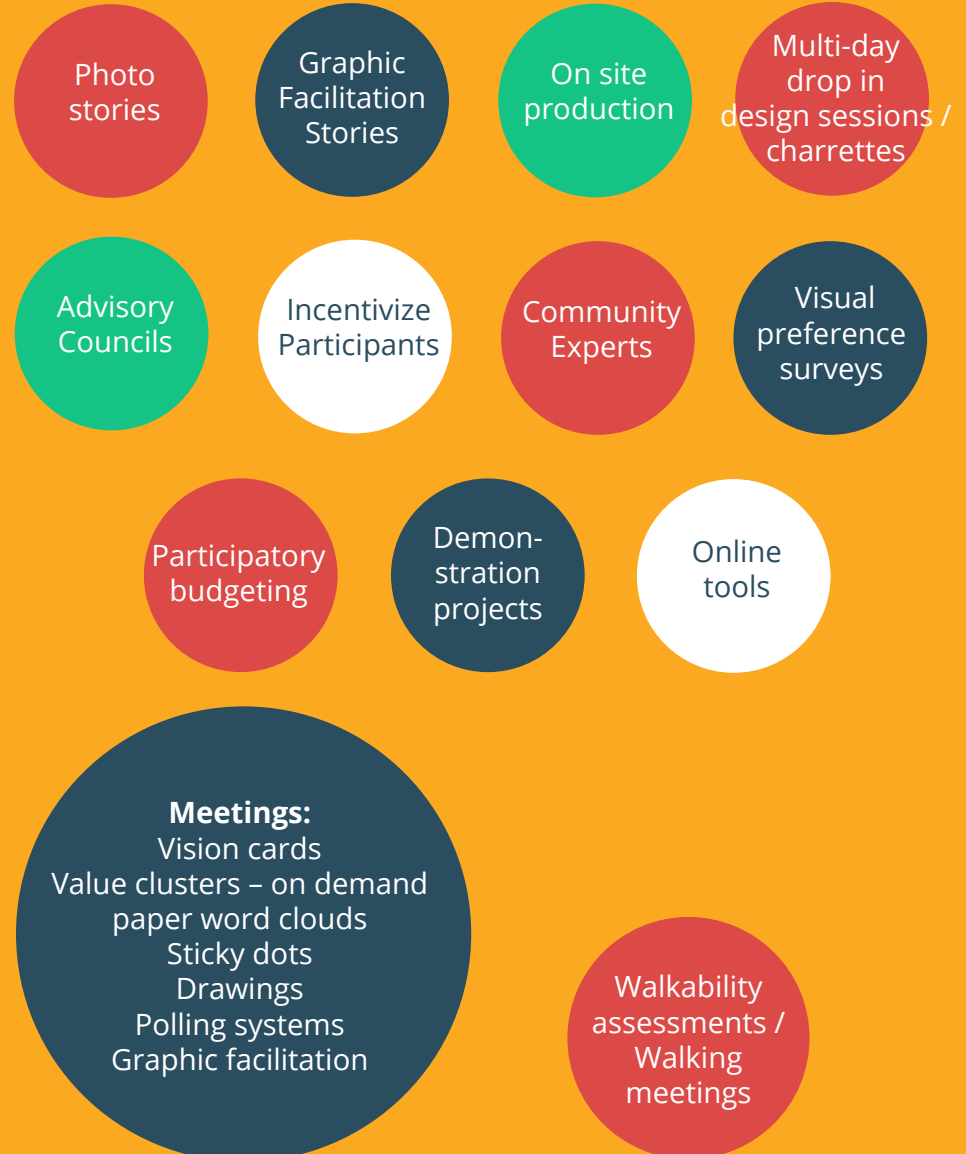 Photo
stories
Graphic
Facilitation
Stories
On site
production
Multi-day
drop in
design sessions /
charrettes
Advisory
Councils
Incentivize
Participants
Community
Experts
Visual
preference
surveys
Participatory
budgeting
Demon-
stration
projects
Online
tools
Meetings:
Vision cards
Value clusters – on demand
paper word clouds
Sticky dots
Drawings
Polling systems
Graphic facilitation
Walkability
assessments /
Walking
meetings